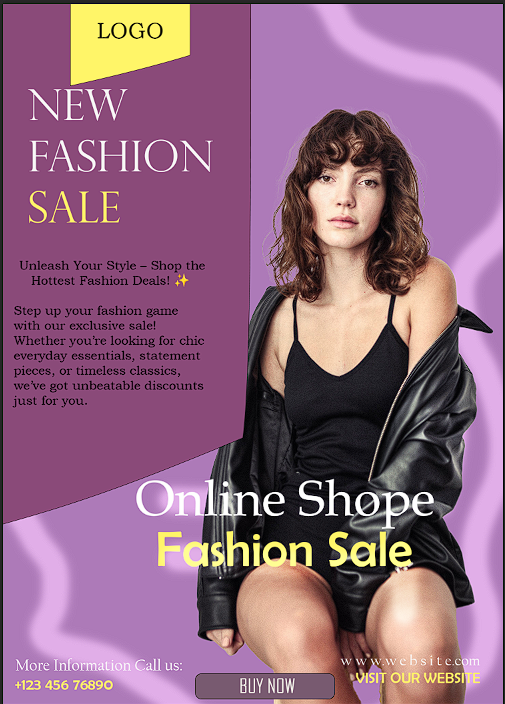 LOGO
NEW
FASHION
SALE
Unleash Your Style – Shop the
Hottest Fashion Deals! ✨
Step up your fashion game
with our exclusive sale!
Whether you're looking for chic
everyday essentials, statement
pieces, or timeless classics,
we've got unbeatable discounts
just for you.
Online Shope
Fashion Sale
More Information Call us:
+123 456 76890
BUY NOW
www.website.com
VISIT OUR WEBSITE